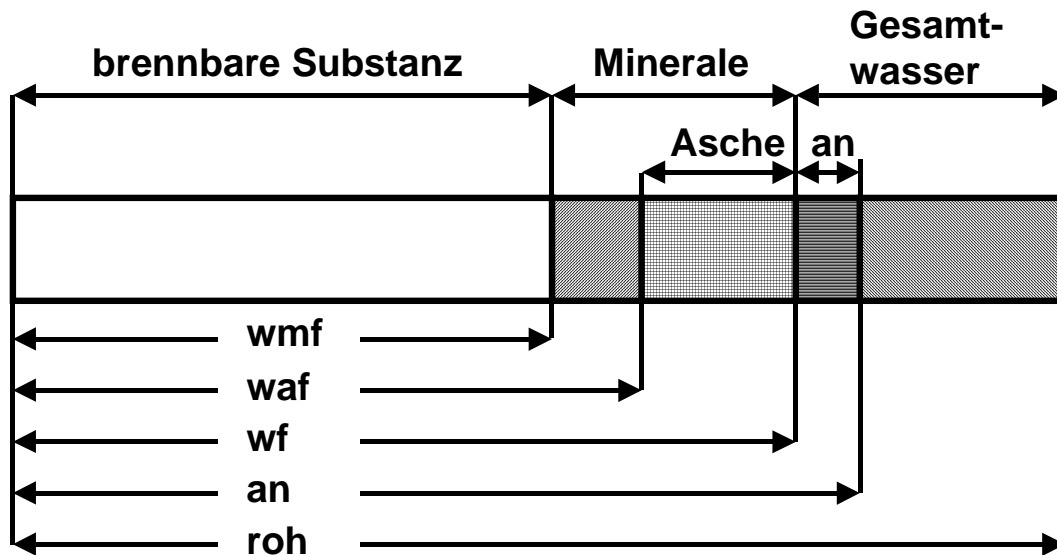 Gesamt-
brennbare Substanz Minerale wasser
Asche an
wmf
waf
wf
an
roh